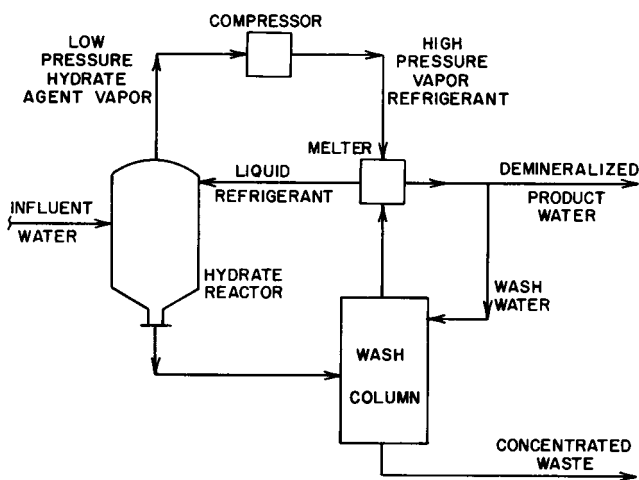 COMPRESSOR
LOW
PRESSURE
HYDRATE
AGENT VAPOR
HIGH
PRESSURE
VAPOR
REFRIGERANT
MELTER
LIQUID
REFRIGERANT
DEMINERALIZED
PRODUCT
WATER
INFLUENT
WATER
HYDRATE
REACTOR
WASH
WATER
WASH
COLUMN
CONCENTRATED
WASTE